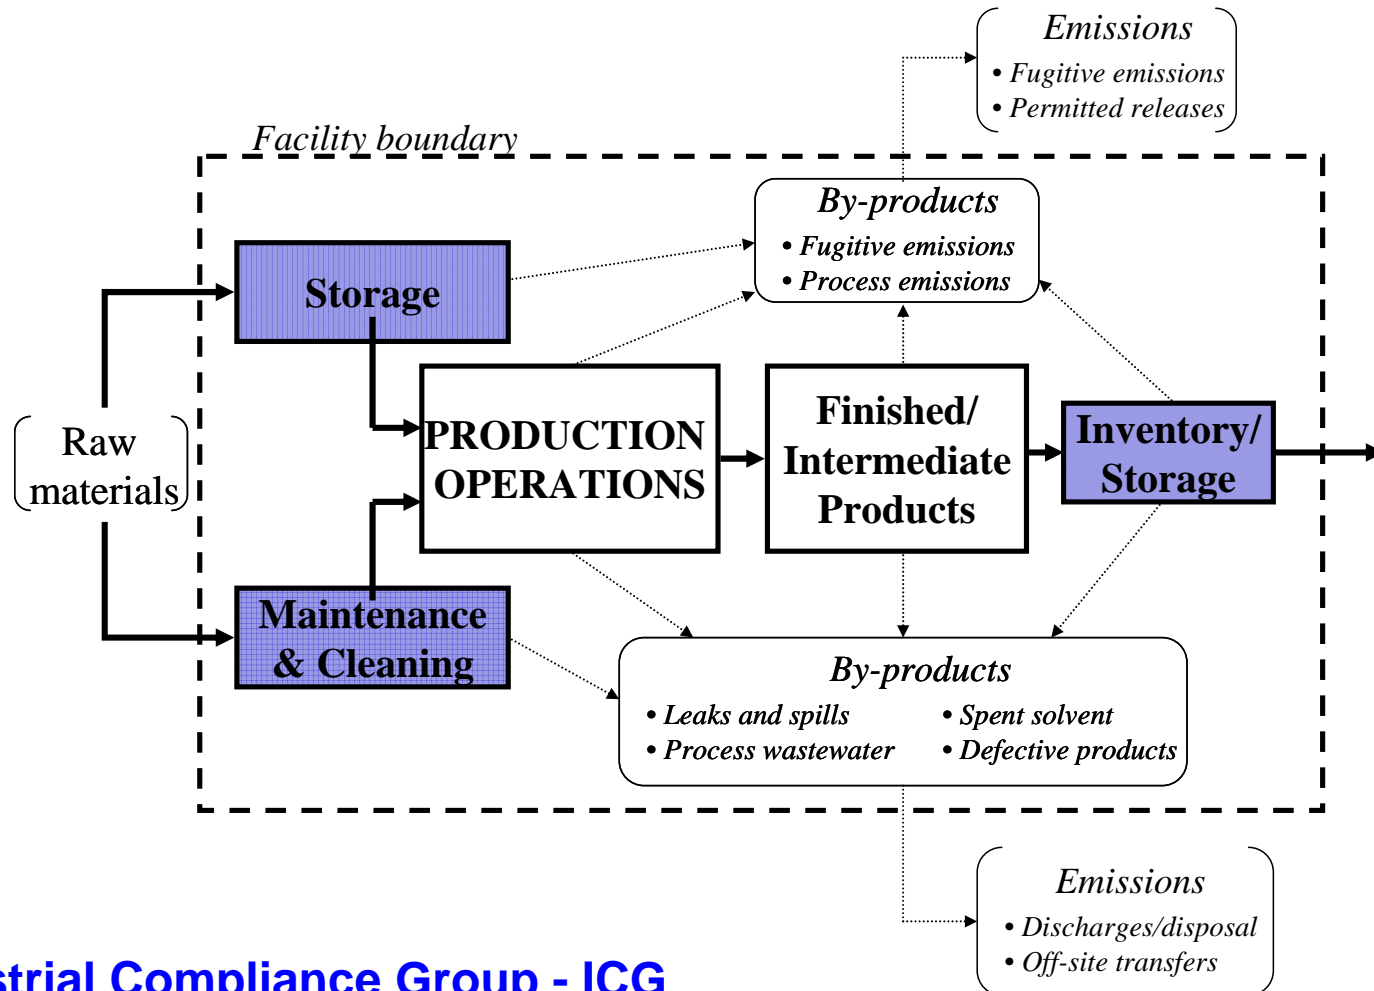 Emissions
• Fugitive emissions
• Permitted releases
Facility boundary
By-products
• Fugitive emissions
• Process emissions
Storage
Raw
materials
PRODUCTION
OPERATIONS
Finished/
Intermediate
Products
Inventory/
Storage
Maintenance
& Cleaning
By-products
• Leaks and spills
• Process wastewater
• Spent solvent
• Defective products
Emissions
• Discharges/disposal
• Off-site transfers
strial Compliance Group - ICG